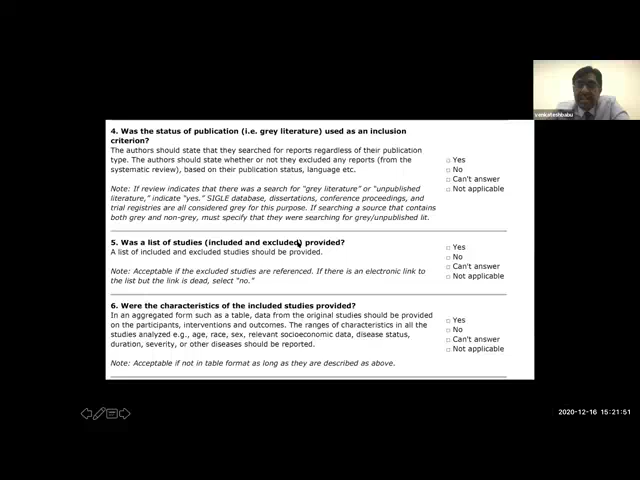 venkateshbabu
4. Was the status of publication (i.e. grey literature) used as an inclusion
criterion?
The authors should state that they searched for reports regardless of their publication
type. The authors should state whether or not they excluded any reports (from the
systematic review), based on their publication status, language etc.
□ Yes
□ No
□ Can't answer
□ Not applicable
Note: If review indicates that there was a search for "grey literature" or "unpublished
literature," indicate "yes." SIGLE database, dissertations, conference proceedings, and
trial registries are all considered grey for this purpose. If searching a source that contains
both grey and non-grey, must specify that they were searching for grey/unpublished lit.
5. Was a list of studies (included and excluded) provided?
A list of included and excluded studies should be provided.
□ Yes
□ No
□ Can't answer
□ Not applicable
Note: Acceptable if the excluded studies are referenced. If there is an electronic link to
the list but the link is dead, select "no."
6. Were the characteristics of the included studies provided?
In an aggregated form such as a table, data from the original studies should be provided
on the participants, interventions and outcomes. The ranges of characteristics in all the
studies analyzed e.g., age, race, sex, relevant socioeconomic data, disease status,
duration, severity, or other diseases should be reported.
□ Yes
□ No
□ Can't answer
□ Not applicable
Note: Acceptable if not in table format as long as they are described as above.
2020-12-16 15:21:51